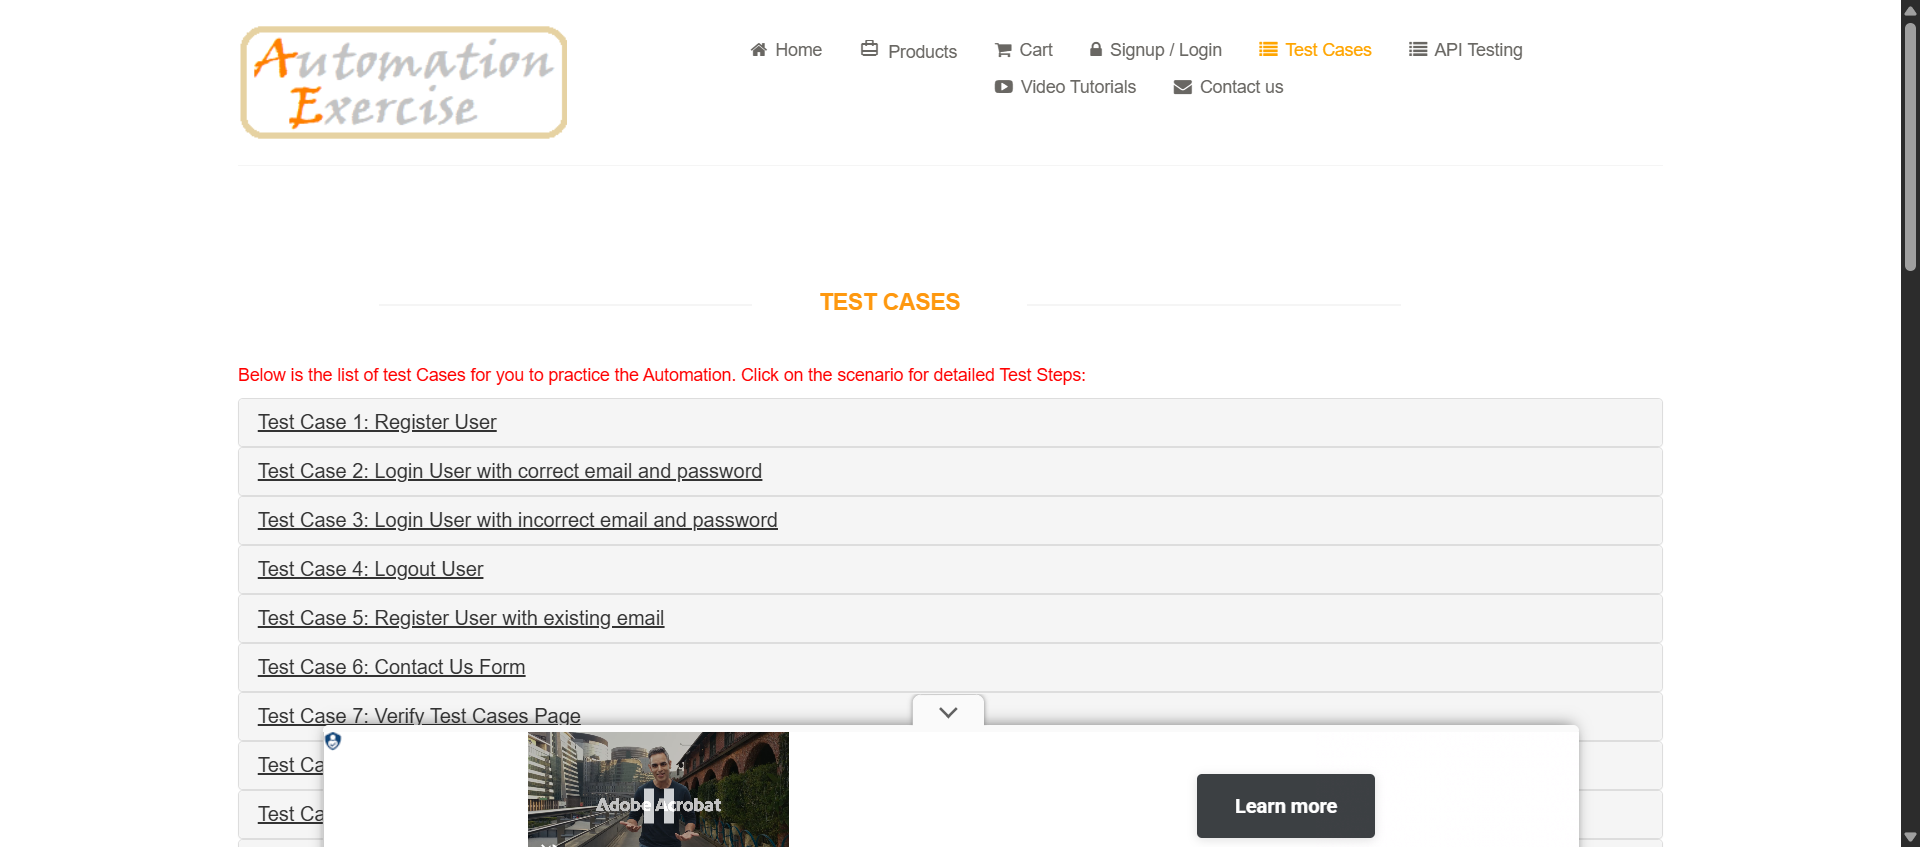 Automation
Exercise
Home
Products
Cart
Signup / Login
Test Cases
API Testing
Video Tutorials
Contact us
TEST CASES
Below is the list of test Cases for you to practice the Automation. Click on the scenario for detailed Test Steps:
Test Case 1: Register User
Test Case 2: Login User with correct email and password
Test Case 3: Login User with incorrect email and password
Test Case 4: Logout User
Test Case 5: Register User with existing email
Test Case 6: Contact Us Form
Test Case 7: Verify Test Cases Page
Test Ca
Test Ca
Adobe Acrobat
Learn more